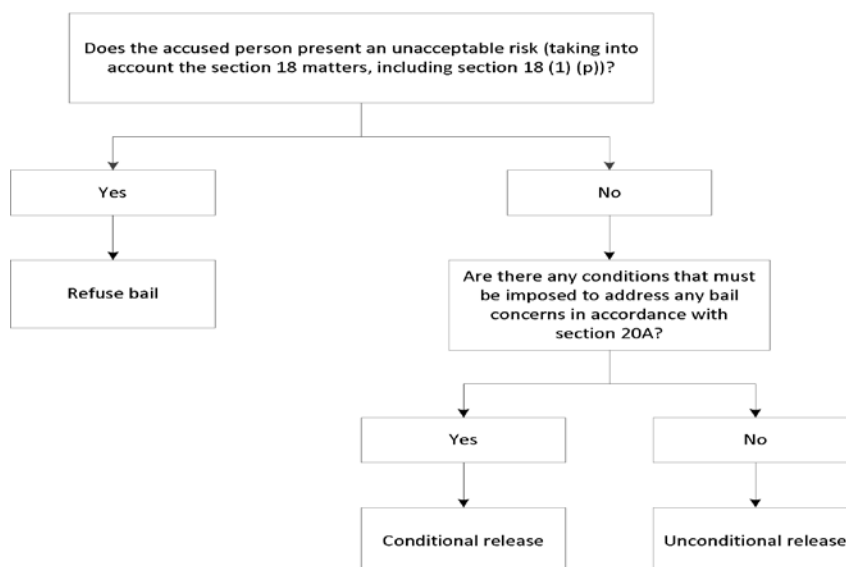 Does the accused person present an unacceptable risk (taking into
account the section 18 matters, including section 18 (1) (p))?
Yes
No
Refuse bail
Are there any conditions that must
be imposed to address any bail
concerns in accordance with
section 20A?
Yes
No
Conditional release
Unconditional release